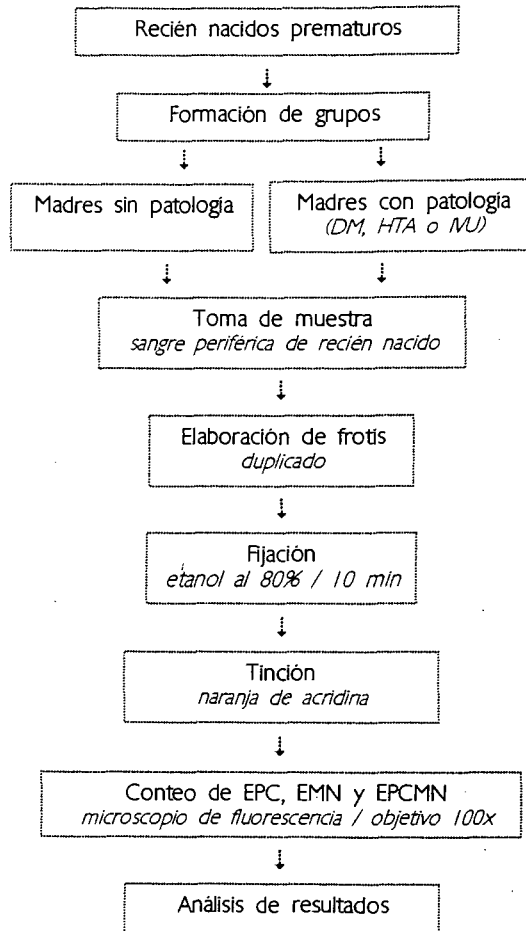 Recién nacidos prematuros
Formación de grupos
Madres sin patología
Madres con patología
(DM, HTA o IVU)
Toma de muestra
sangre periférica de recién nacido
Elaboración de frotis
duplicado
Fijación
etanol al 80% / 10 min
Tinción
naranja de acridina
Conteo de EPC, EMN y EPCMN
microscopio de fluorescencia / objetivo 100x
Análisis de resultados